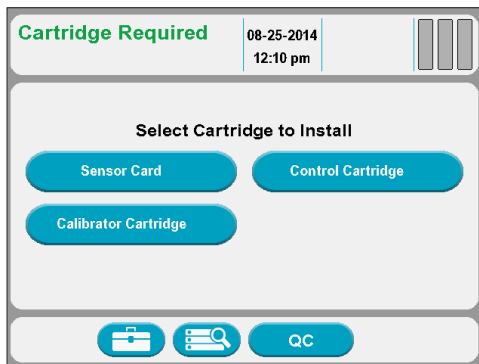 Cartridge Required
08-25-2014
12:10 pm
Select Cartridge to Install
Sensor Card
Control Cartridge
Calibrator Cartridge
QC